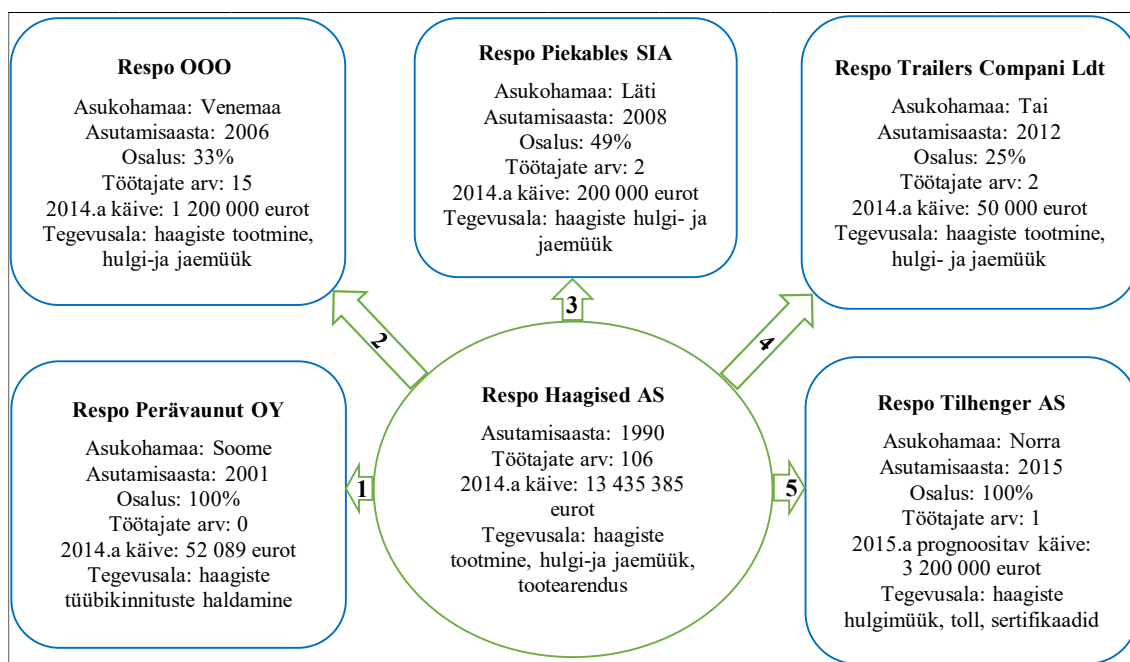 Respo OOO
Asukohamaa: Venemaa
Asutamisaasta: 2006
Osalus: 33%
Töötajate arv: 15
2014.a käive: 1 200 000 eurot
Tegevusala: haagiste tootmine,
hulgi-ja jaemüük
Respo Piekables SIA
Asukohamaa: Läti
Asutamisaasta: 2008
Osalus: 49%
Töötajate arv: 2
2014.a käive: 200 000 eurot
Tegevusala: haagiste hulgi- ja
jaemüük
Respo Trailers Compani Ldt
Asukohamaa: Tai
Asutamisaasta: 2012
Osalus: 25%
Töötajate arv: 2
2014.a käive: 50 000 eurot
Tegevusala: haagiste tootmine,
hulgi- ja jaemüük
2
3
4
Respo Perävaunut OY
Asukohamaa: Soome
Asutamisaasta: 2001
Osalus: 100%
Töötajate arv: 0
2014.a käive: 52 089 eurot
Tegevusala: haagiste
tüübikinnituste haldamine
1
Respo Haagised AS
Asutamisaasta: 1990
Töötajate arv: 106
2014.a käive: 13 435 385
eurot
Tegevusala: haagiste
tootmine, hulgi-ja jaemüük,
tootearendus
5
Respo Tilhenger AS
Asukohamaa: Norra
Asutamisaasta: 2015
Osalus: 100%
Töötajate arv: 1
2015.a prognoositav käive:
3 200 000 eurot
Tegevusala: haagiste
hulgimüük, toll, sertifikaadid